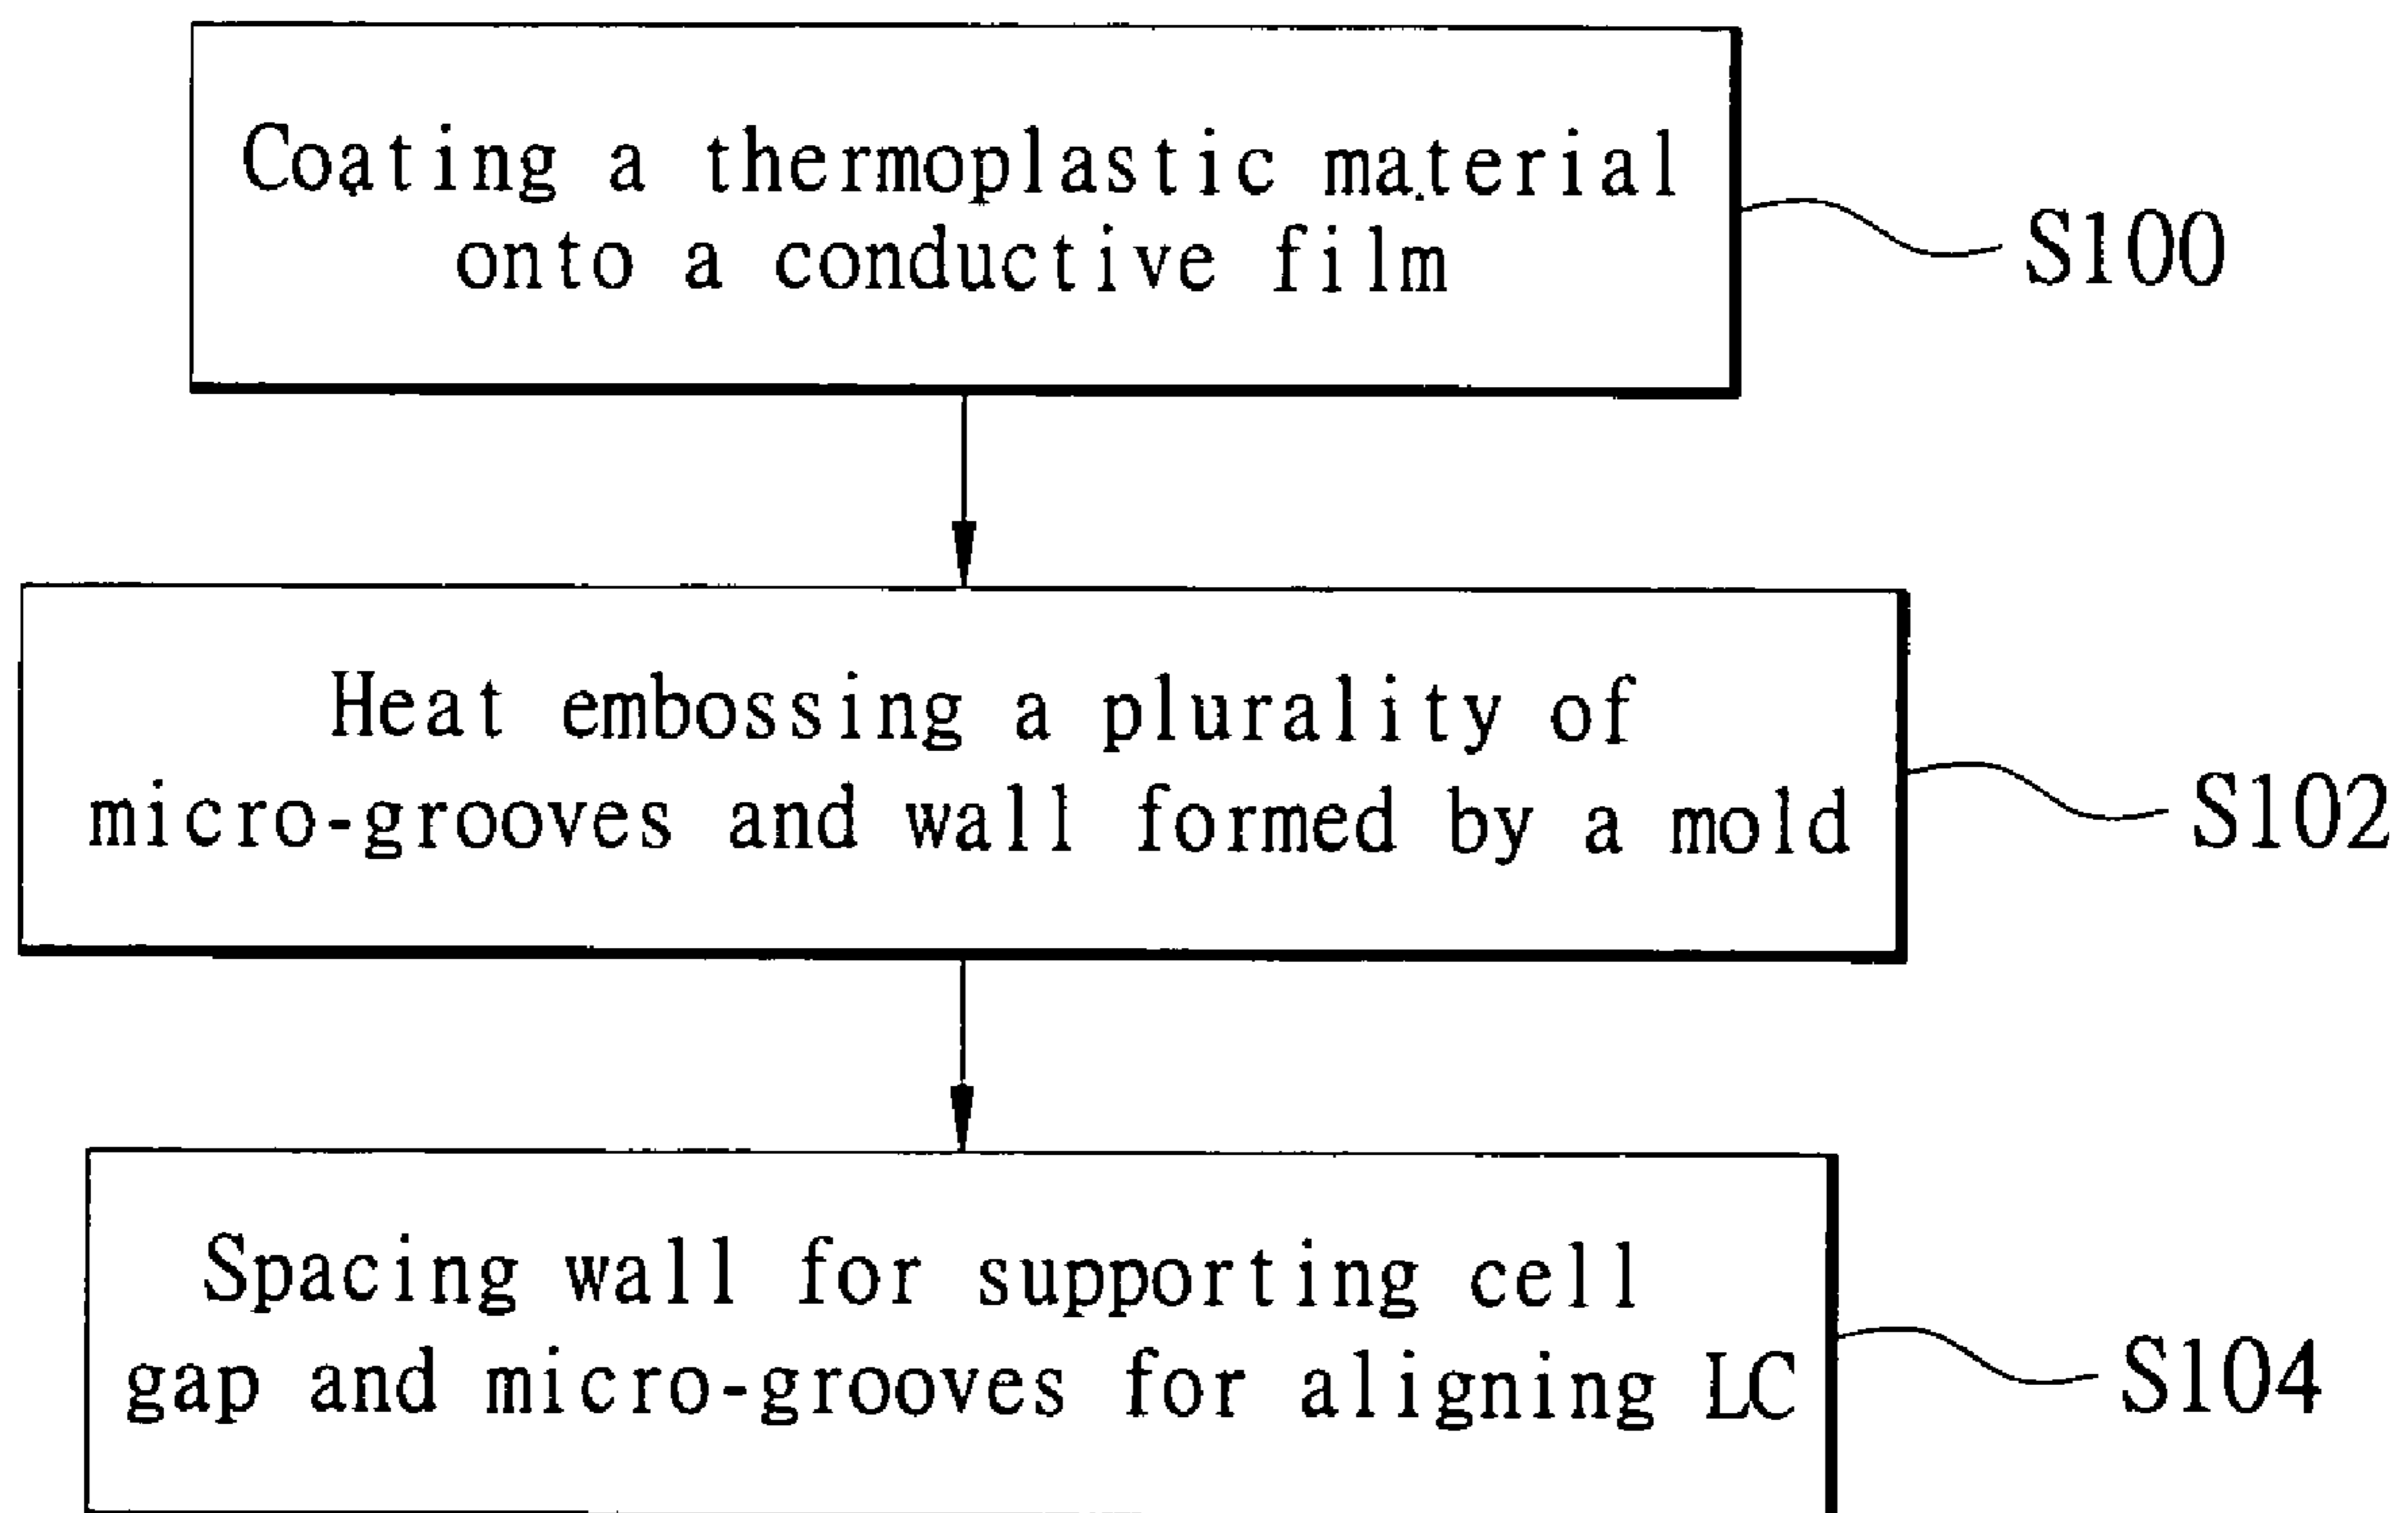 Coating a thermoplastic material
onto a conductive film
S100
Heat embossing a plurality of
micro-grooves and wall formed by a mold
S102
Spacing wall for supporting cell
gap and micro-grooves for aligning LC
S104